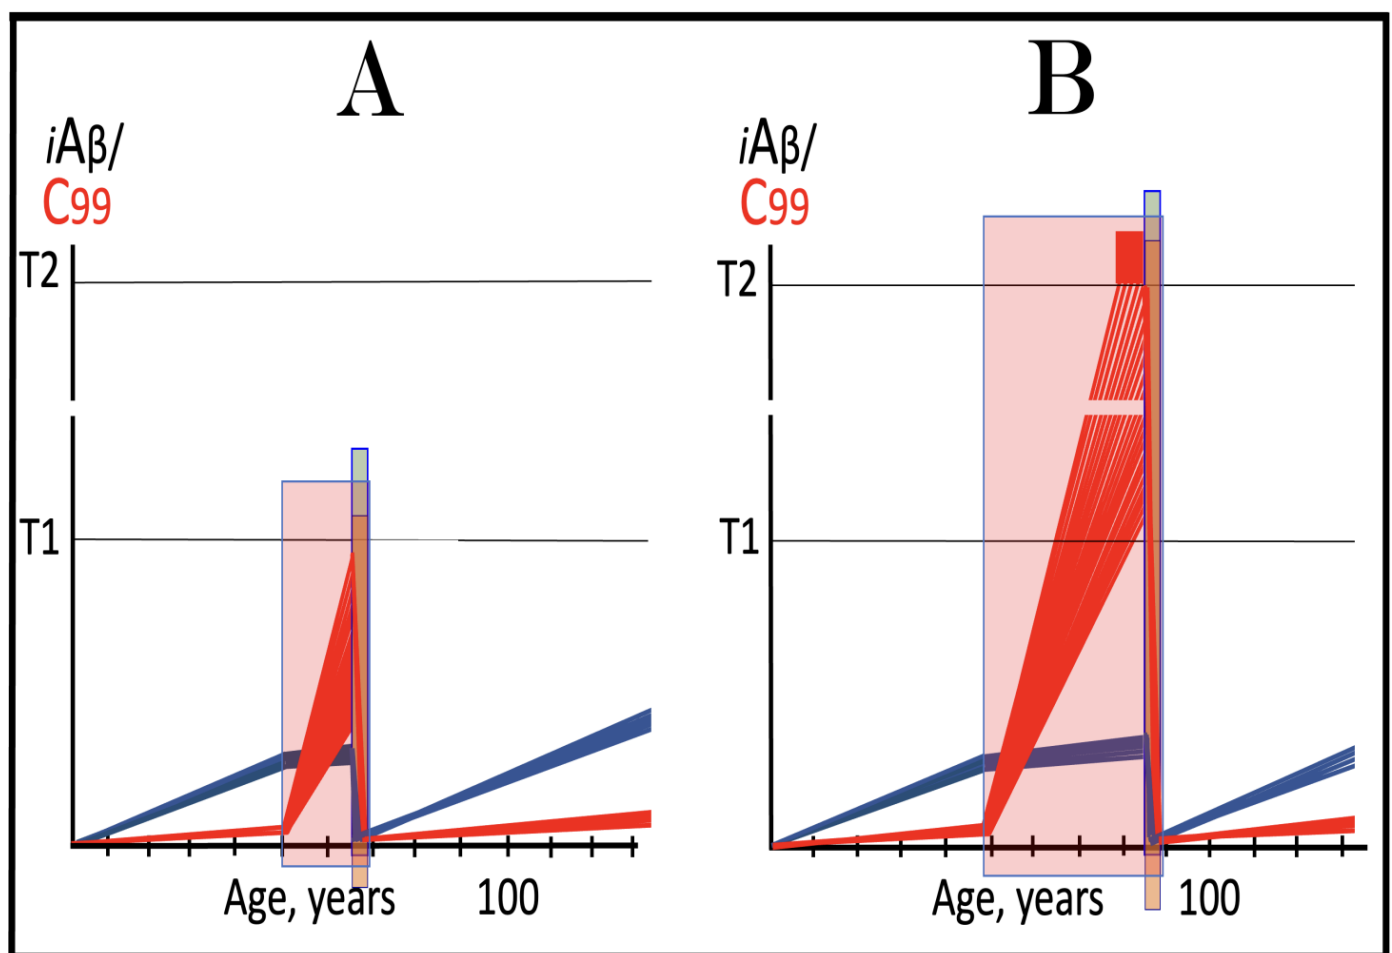 A
iAβ/
C99
T2
T1
Age, years 100
B
iAβ/
C99
T2
T1
Age, years 100